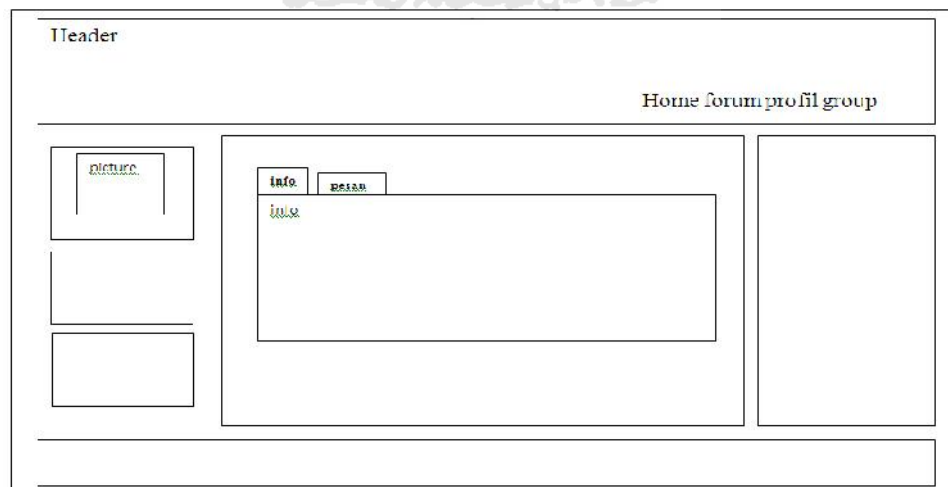 Header
Home forum profil group
picture
info
pesan
info